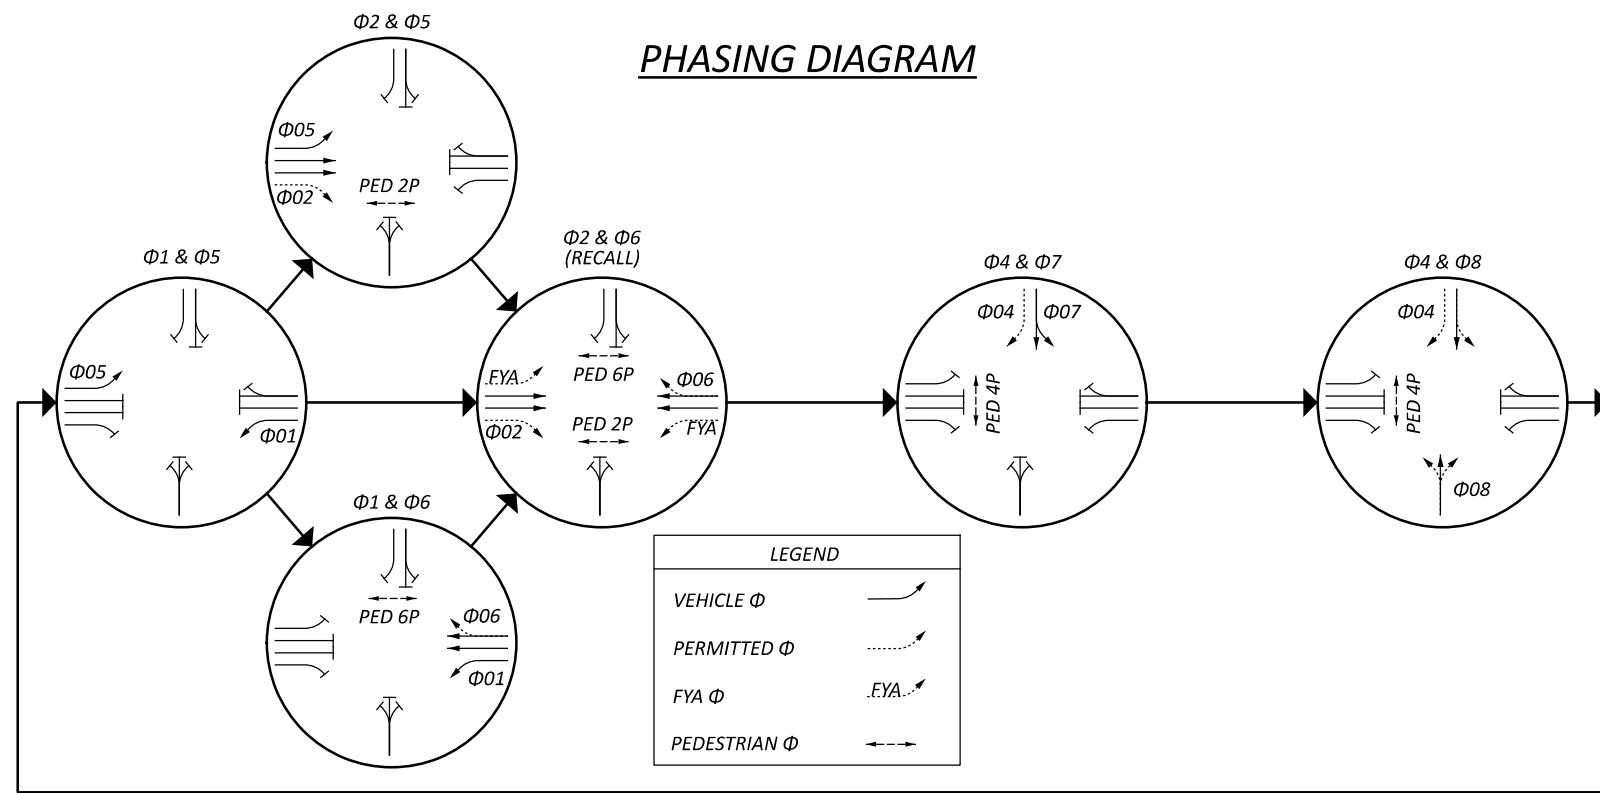 PHASING DIAGRAM
Φ2 & Φ5
Φ05
Φ02
PED 2P
Φ1 & Φ5
Φ05
Φ01
Φ2 & Φ6
(RECALL)
PED 6P
FYA
Φ06
Φ02
PED 2P
FYA
Φ1 & Φ6
PED 6P
Φ06
Φ01
Φ4 & Φ7
Φ04
Φ07
PED 4P
Φ4 & Φ8
Φ04
PED 4P
Φ08
LEGEND
VEHICLE Φ
PERMITTED Φ
FYA Φ
FYA
PEDESTRIAN Φ